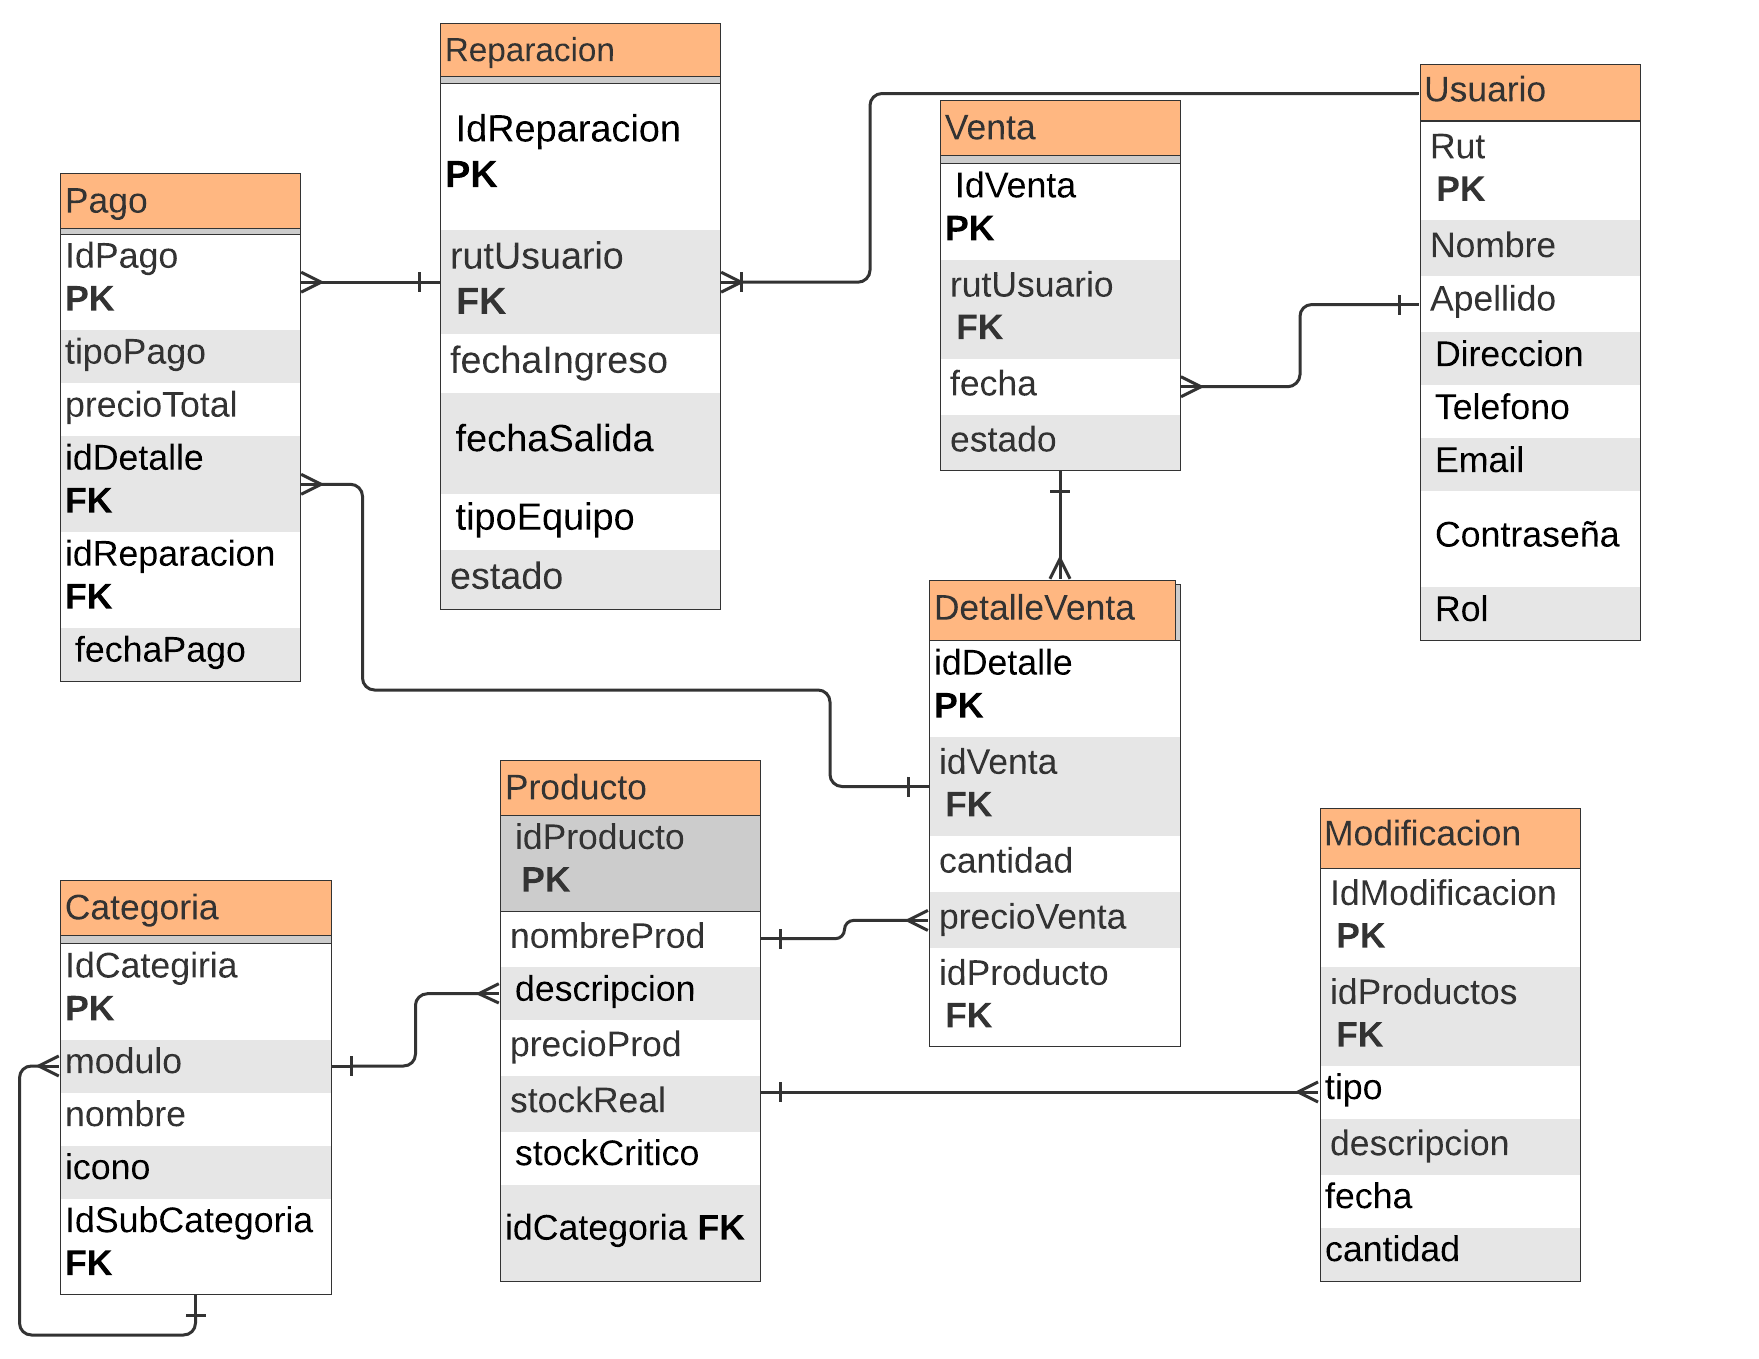 Reparacion
IdReparacion
PK
rutUsuario
FK
fechaIngreso
fechaSalida
tipoEquipo
estado
Usuario
Rut
PK
Nombre
Apellido
Direccion
Telefono
Email
Contraseña
Rol
Venta
IdVenta
PK
rutUsuario
FK
fecha
estado
Pago
IdPago
PK
tipoPago
precioTotal
idDetalle
FK
idReparacion
FK
fechaPago
DetalleVenta
idDetalle
PK
idVenta
FK
cantidad
precioVenta
idProducto
FK
Producto
idProducto
PK
nombreProd
descripcion
precioProd
stockReal
stockCritico
idCategoria FK
Modificacion
IdModificacion
PK
idProductos
FK
tipo
descripcion
fecha
cantidad
Categoria
IdCategiria
PK
modulo
nombre
icono
IdSubCategoria
FK